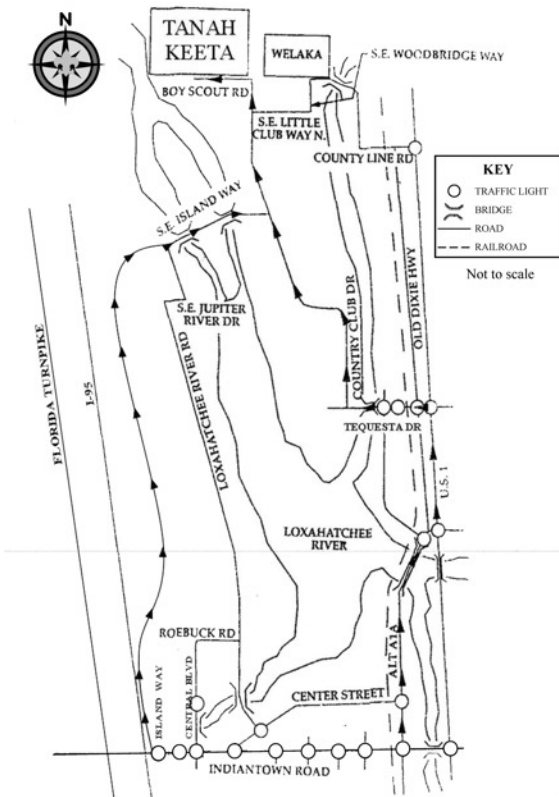 N
TANAH
KEETA
WELAKA
S.E. WOODBRIDGE WAY
BOY SCOUT RD
S.E. LITTLE
CLUB WAY N.
COUNTY LINE RD
KEY
TRAFFIC LIGHT
BRIDGE
ROAD
RAILROAD
Not to scale
S.E. ISLAND WAY
S.E. JUPITER
RIVER DR
COUNTRY CLUB DR
OLD DIXIE HWY
FLORIDA TURNPIKE
I-95
LOXAHATCHEE RIVER RD
TEQUESTA DR
U.S. 1
LOXAHATCHEE
RIVER
ROEBUCK RD
ALT A1A
CENTER STREET
ISLAND WAY
CENTRAL BLVD
INDIANTOWN ROAD